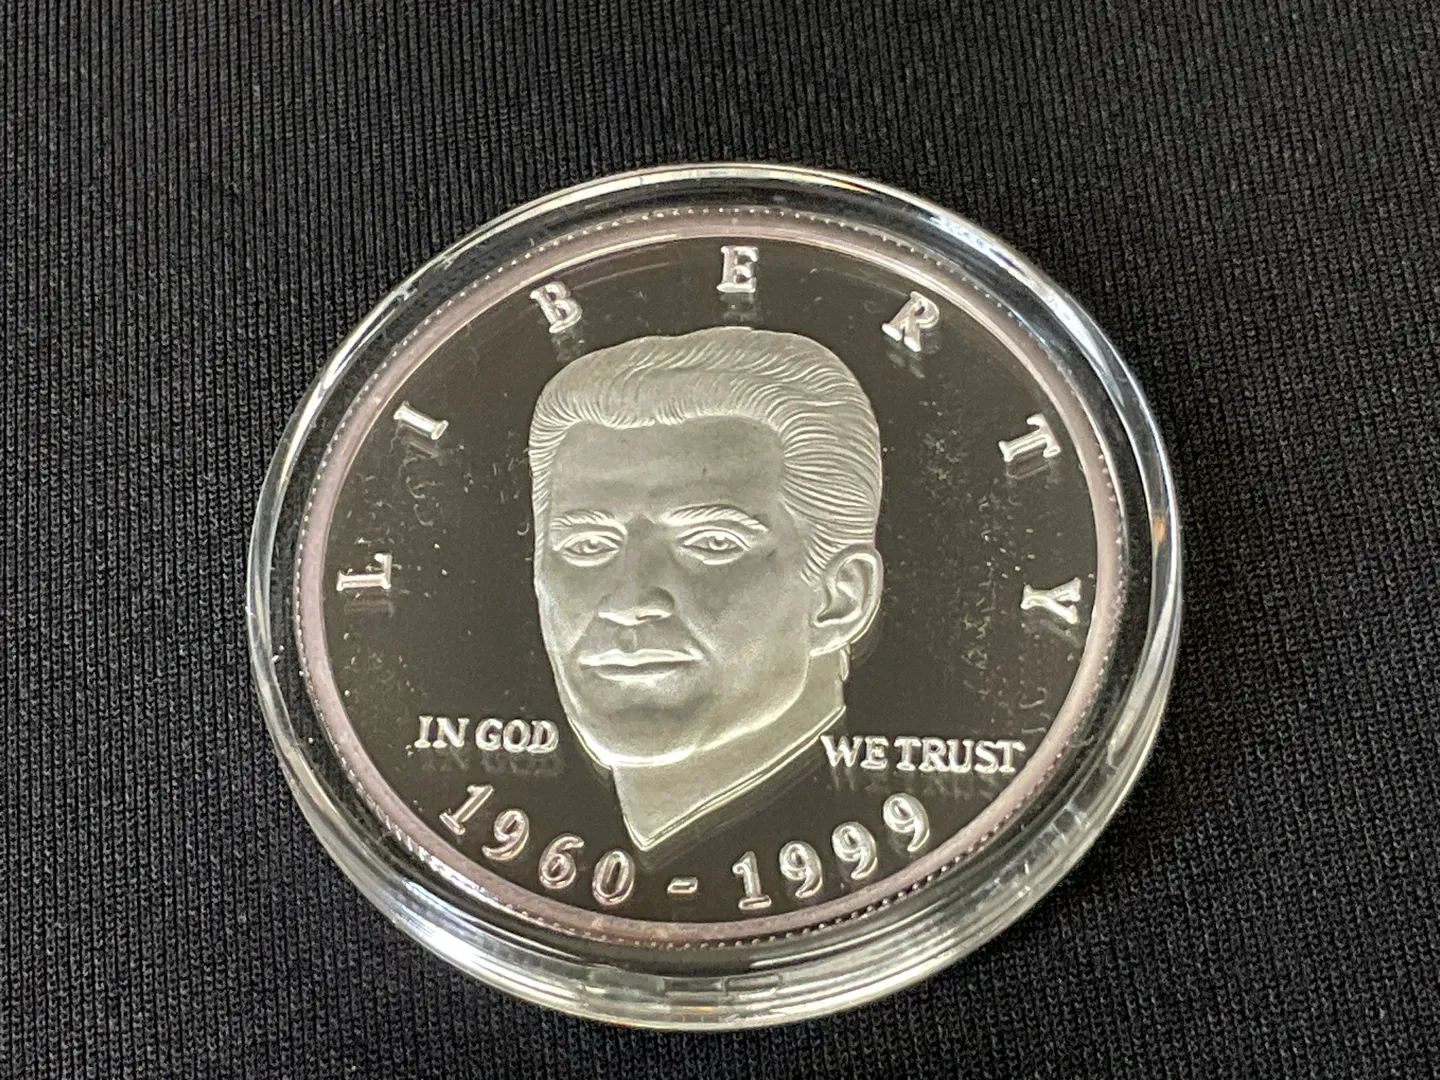 LIBERTY
IN GOD WE TRUST
1960 - 1999